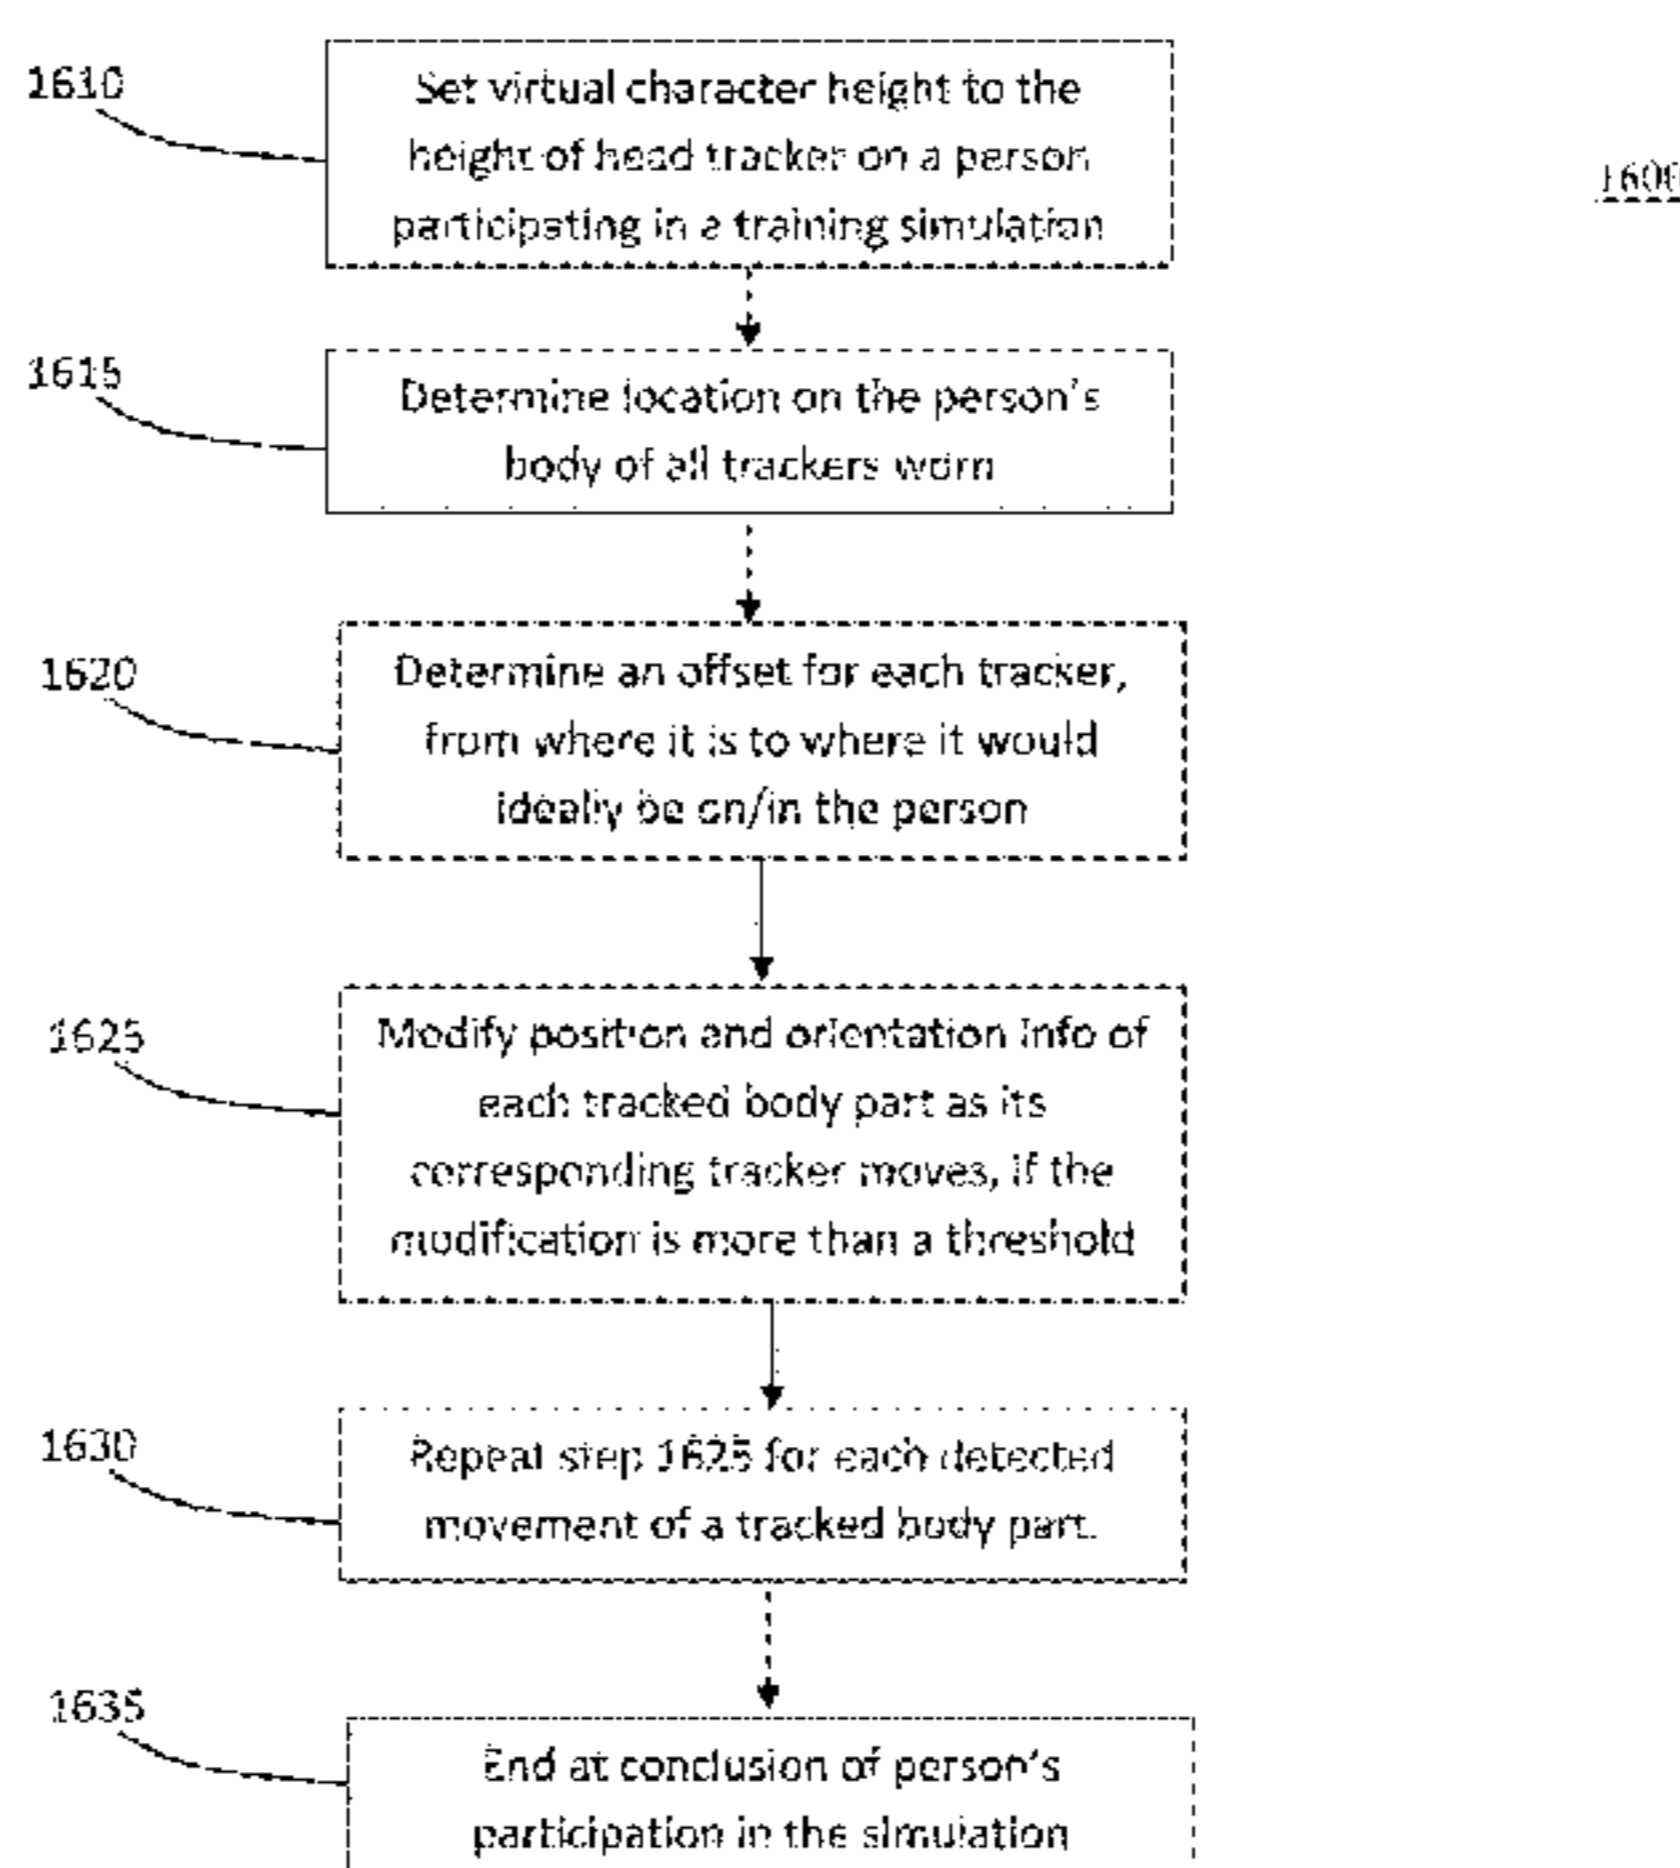 1610
Set virtual character height to the
height of head tracker on a person
participating in a training simulation
1600
1615
Determine location on the person's
body of all trackers worn
1620
Determine an offset for each tracker,
from where it is to where it would
ideally be on/in the person
1625
Modify position and orientation info of
each tracked body part as its
corresponding tracker moves, if the
modification is more than a threshold
1630
Repeat step 1625 for each detected
movement of a tracked body part.
1635
End at conclusion of person's
participation in the simulation